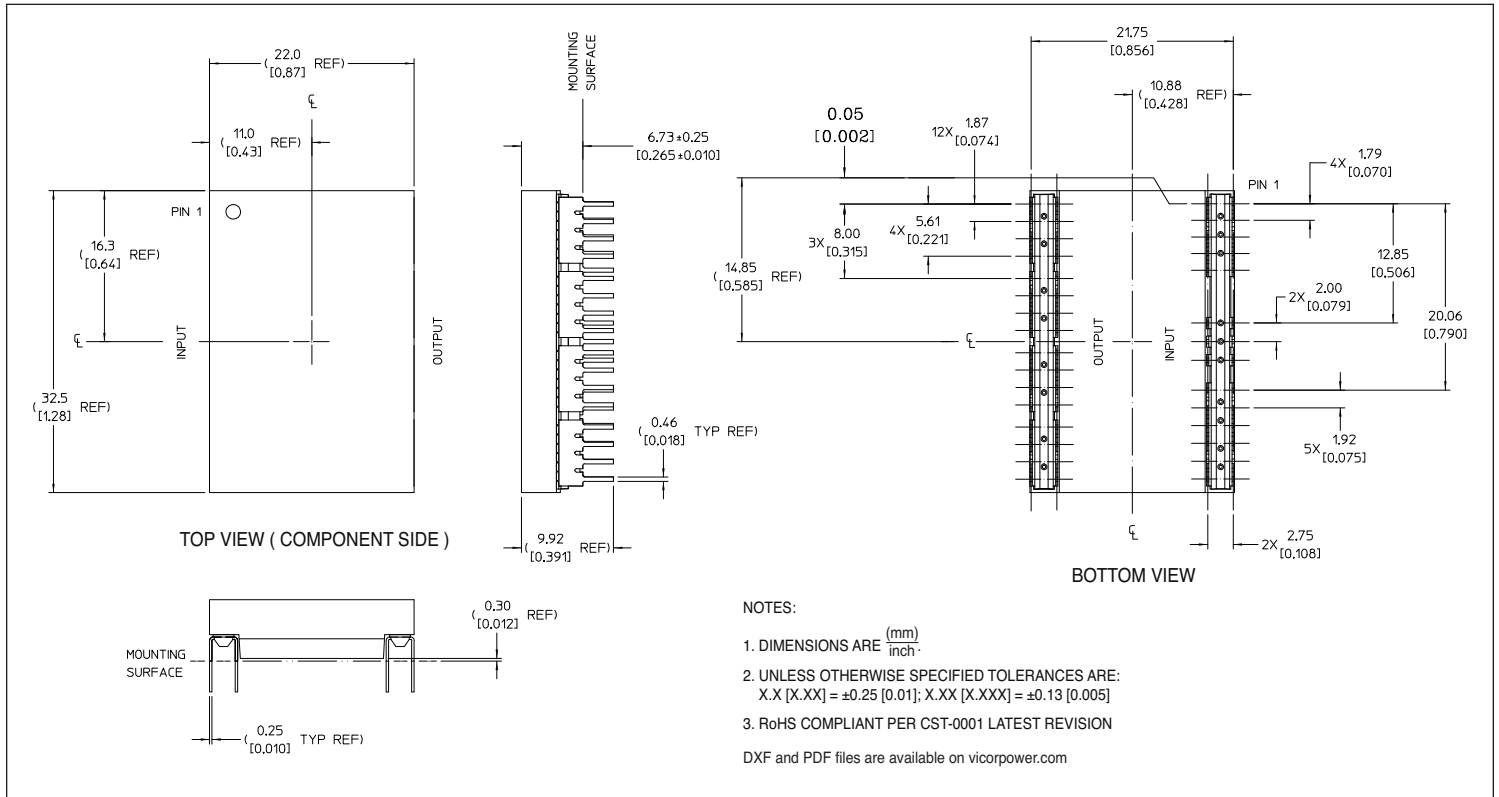 22.0
( [0.87] REF)
℄
11.0
( [0.43] REF)
PIN 1
16.3
( [0.64] REF)
℄
INPUT
OUTPUT
32.5
( [1.28] REF)
TOP VIEW ( COMPONENT SIDE )
MOUNTING
SURFACE
6.73±0.25
[0.265±0.010]
0.46
( [0.018] TYP REF)
9.92
( [0.391] REF)
21.75
[0.856]
10.88
( [0.428] REF)
0.05
[0.002]
12X 1.87
[0.074]
4X 1.79
[0.070]
PIN 1
3X 8.00
[0.315]
4X 5.61
[0.221]
14.85
( [0.585] REF)
12.85
[0.506]
2X 2.00
[0.079]
20.06
[0.790]
℄
OUTPUT
INPUT
5X 1.92
[0.075]
℄
2X 2.75
[0.108]
BOTTOM VIEW
0.30
( [0.012] REF)
MOUNTING
SURFACE
0.25
( [0.010] TYP REF)
NOTES:
1. DIMENSIONS ARE (mm)
inch.
2. UNLESS OTHERWISE SPECIFIED TOLERANCES ARE:
X.X [X.XX] = ±0.25 [0.01]; X.XX [X.XXX] = ±0.13 [0.005]
3. RoHS COMPLIANT PER CST-0001 LATEST REVISION
DXF and PDF files are available on vicorpower.com